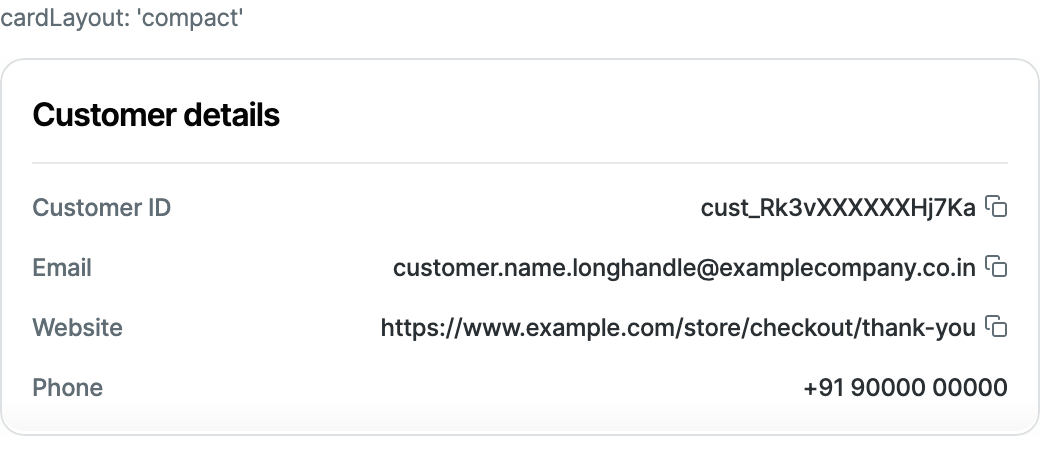 cardLayout: 'compact'
Customer details
Customer ID cust_Rk3vXXXXXXHj7Ka
Email customer.name.longhandle@examplecompany.co.in
Website https://www.example.com/store/checkout/thank-you
Phone +91 90000 00000